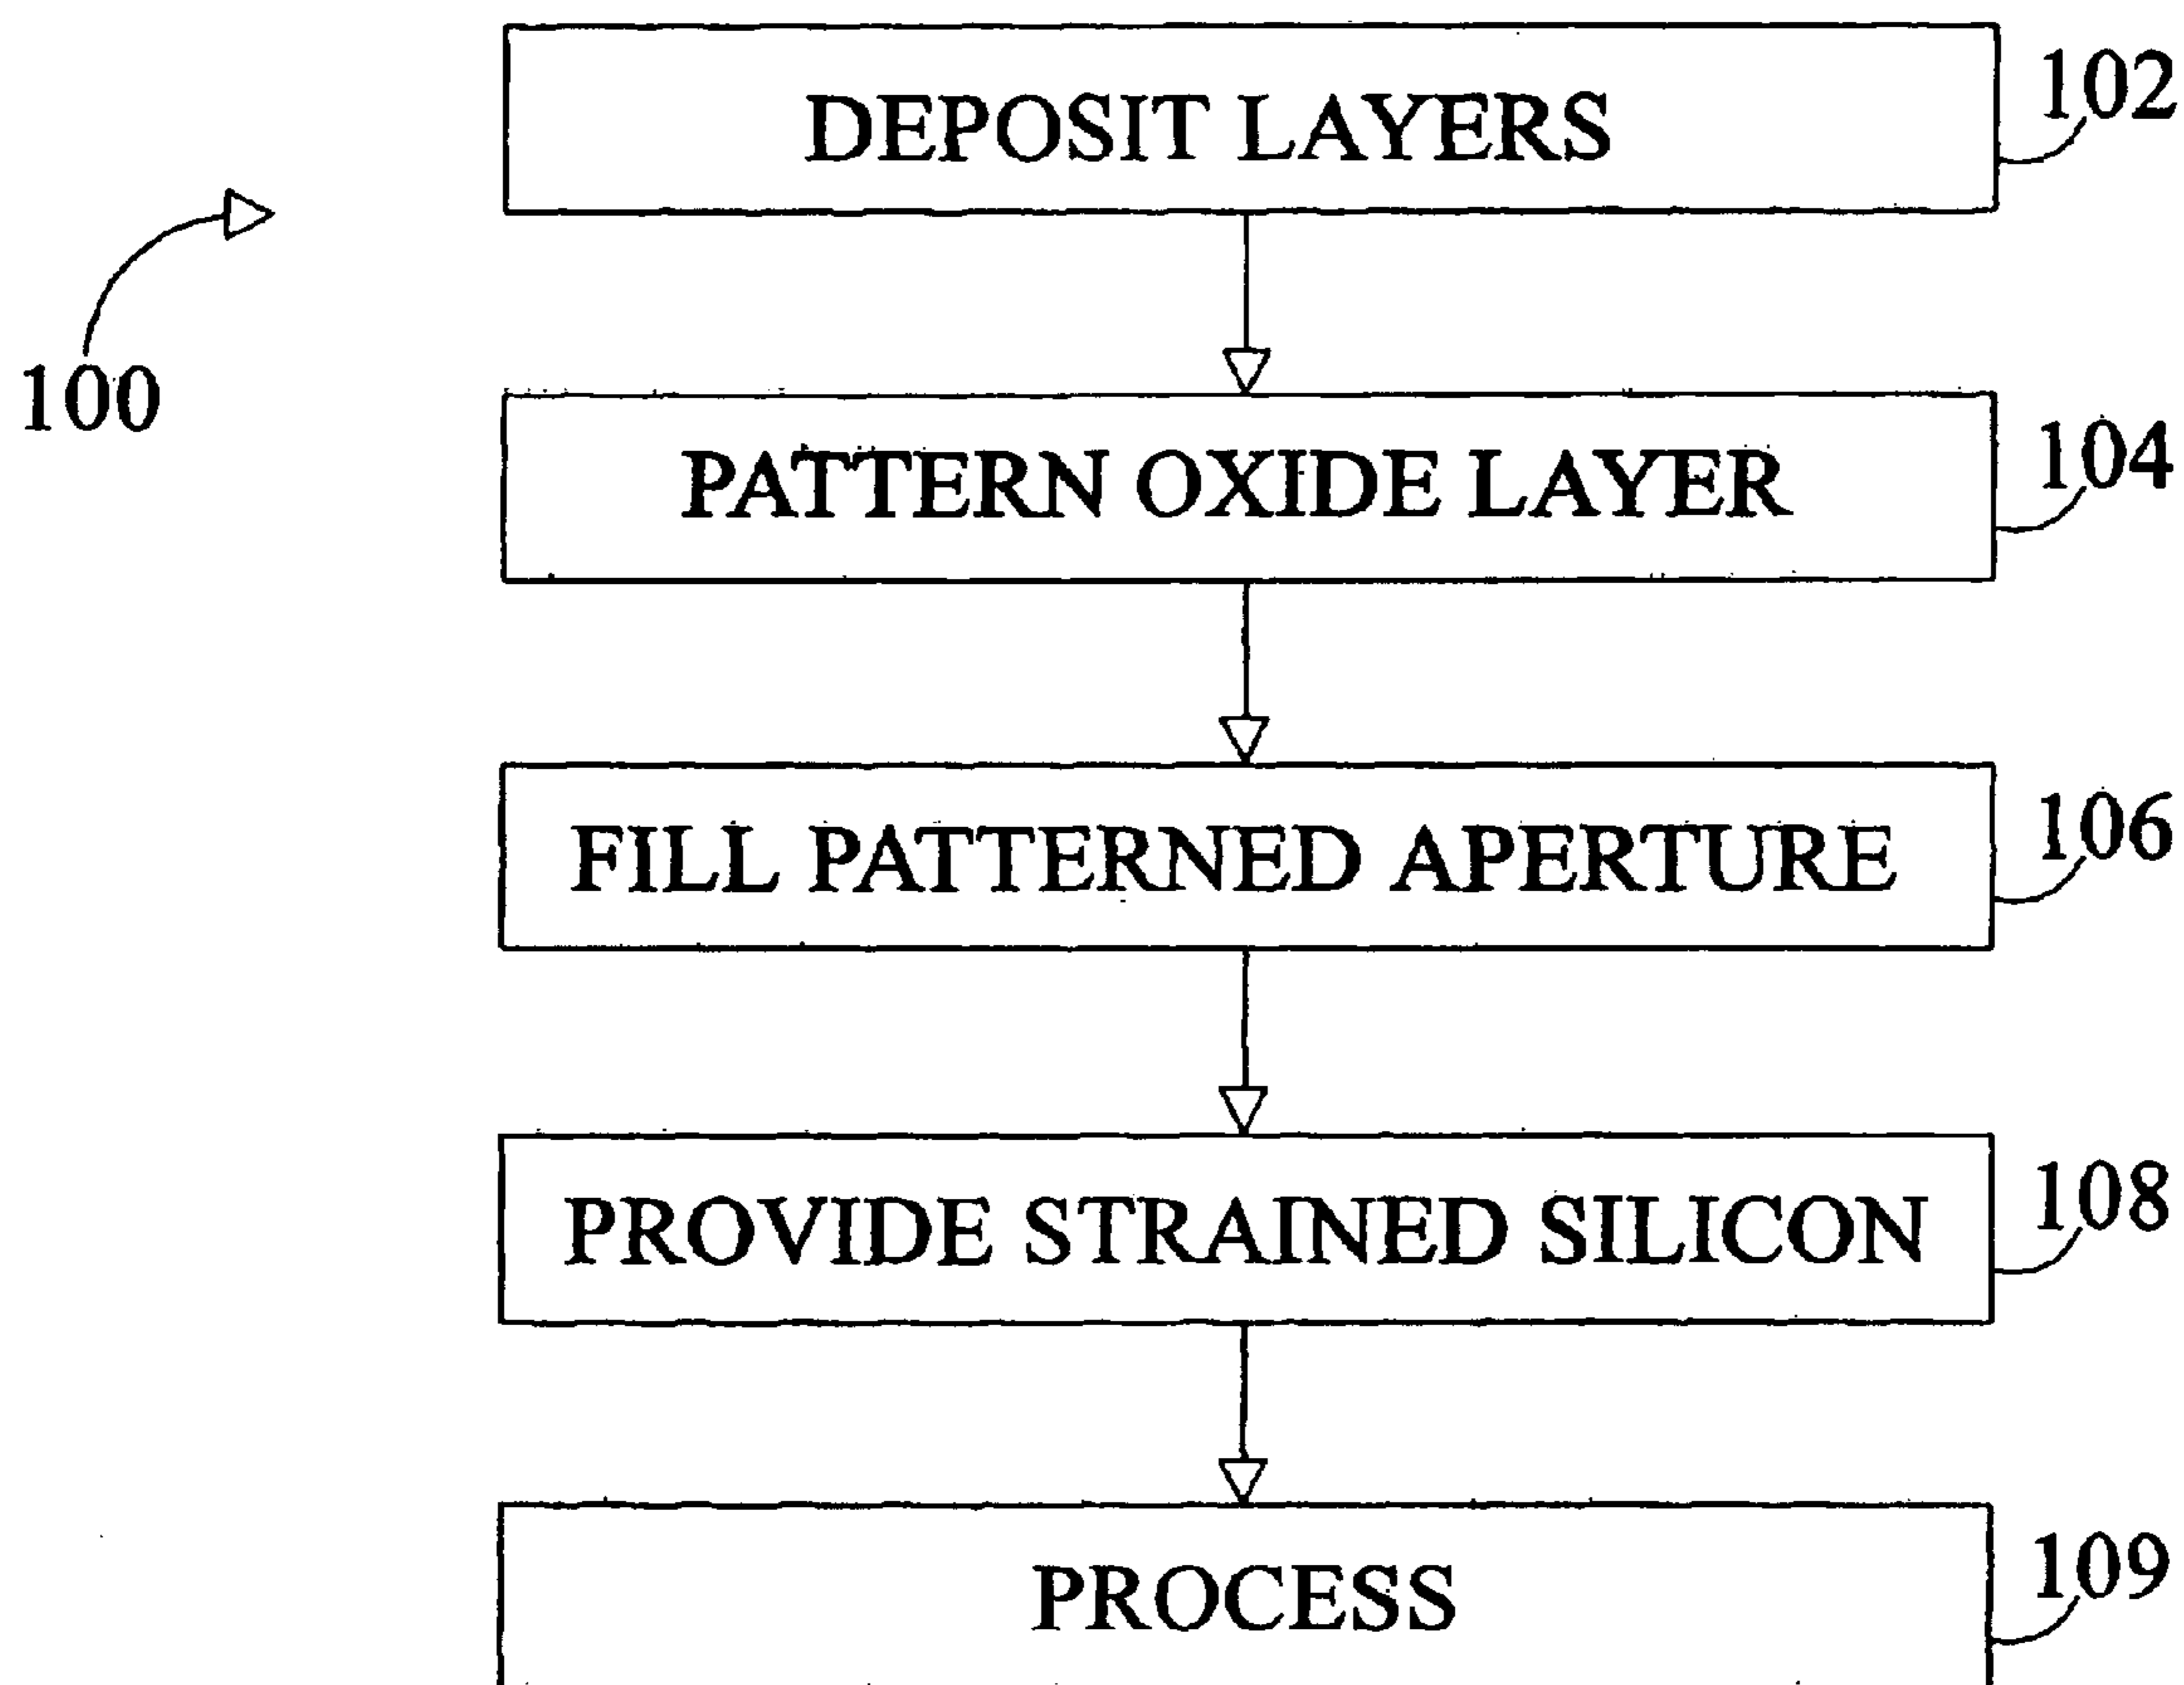 DEPOSIT LAYERS
102
100
PATTERN OXIDE LAYER
104
FILL PATTERNED APERTURE
106
PROVIDE STRAINED SILICON
108
PROCESS
109